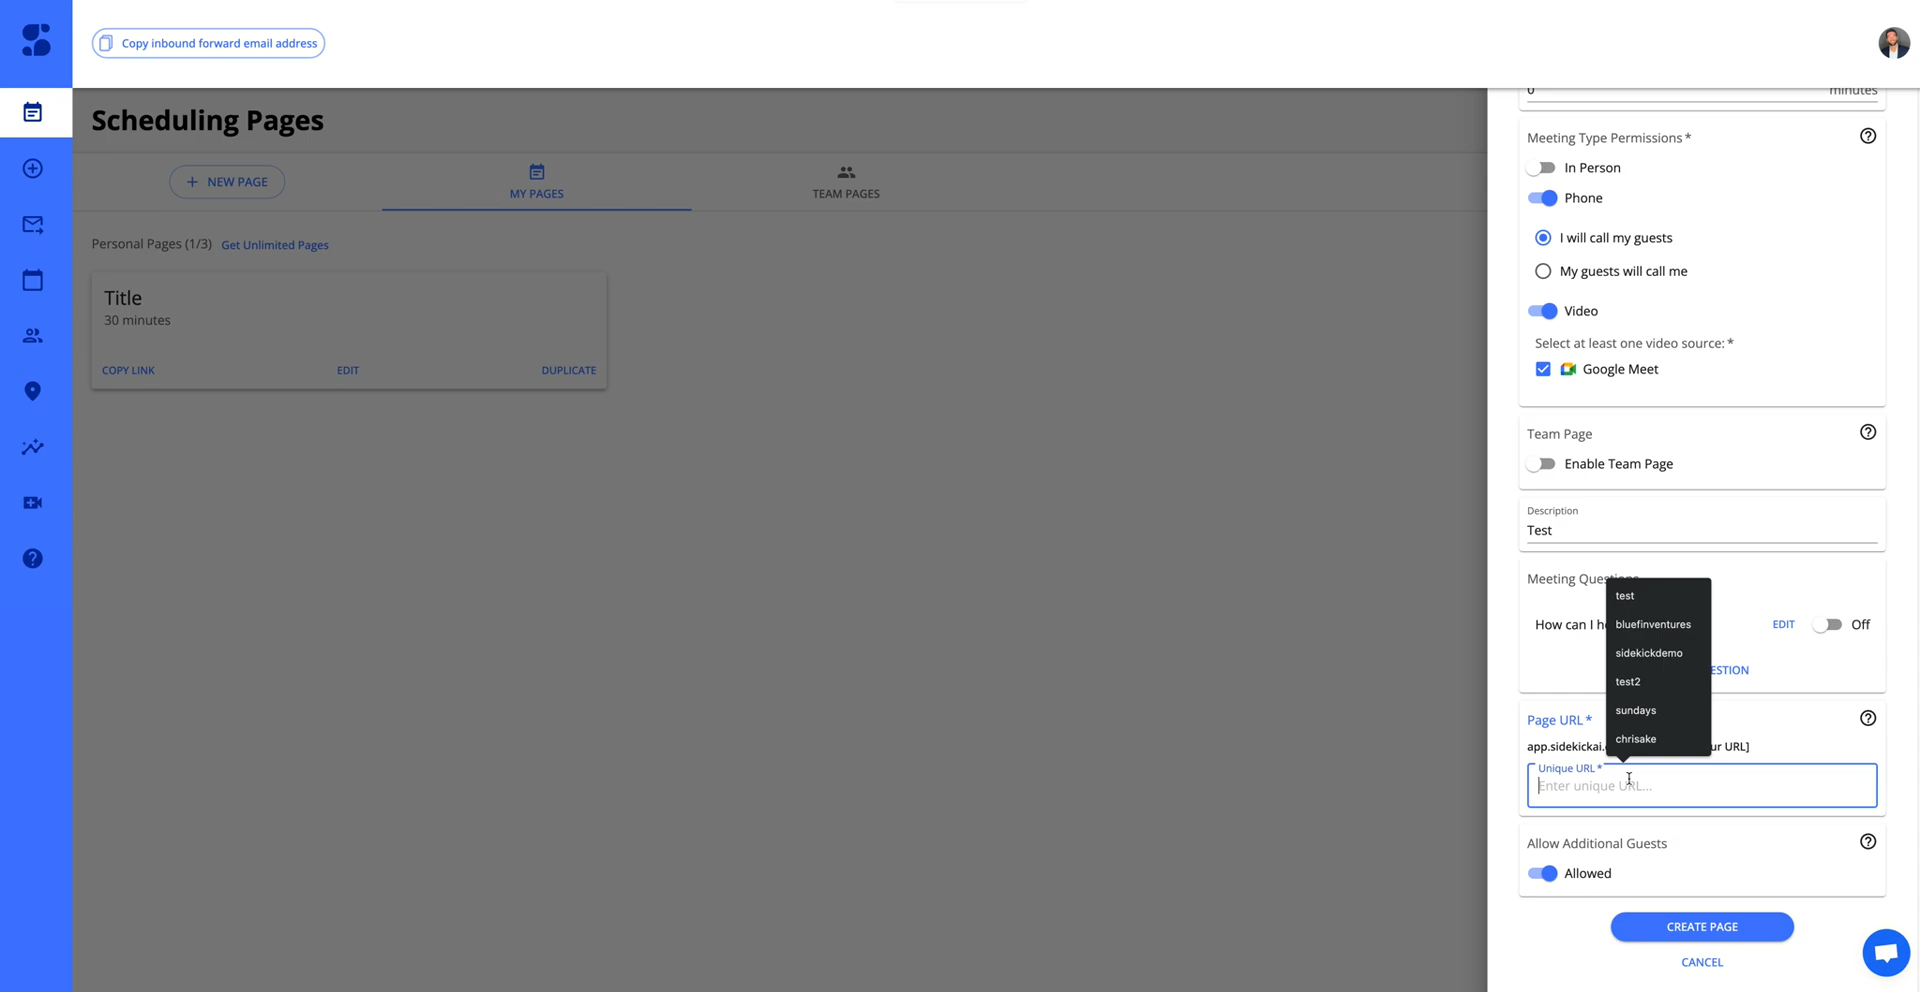 Copy inbound forward email address
Scheduling Pages
NEW PAGE
MY PAGES
TEAM PAGES
Personal Pages (1/3) Get Unlimited Pages
Title
30 minutes
COPY LINK
EDIT
DUPLICATE
0 minutes
Meeting Type Permissions *
In Person
Phone
I will call my guests
My guests will call me
Video
Select at least one video source: *
Google Meet
Team Page
Enable Team Page
Description
Test
Meeting Questions
How can I h
EDIT
Off
ESTION
test
bluefinventures
sidekickdemo
test2
sundays
chrisake
Page URL *
app.sidekickai. ur URL]
Unique URL *
Enter unique URL...
Allow Additional Guests
Allowed
CREATE PAGE
CANCEL